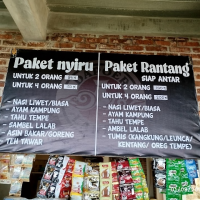 Paket nyiru
UNTUK 2 ORANG
UNTUK 4 ORANG
- NASI LIWET/BIASA
- AYAM KAMPUNG
- TAHU TEMPE
- SAMBEL LALAB
- ASIN BAKAR/GORENG
TEH TAWAR
Paket Rantang
SIAP ANTAR
UNTUK 2 ORANG
UNTUK 4 ORANG
- NASI LIWET/BIASA
- AYAM KAMPUNG
- TAHU TEMPE
- AMBEL LALAB
- TUMIS (KANGKUNG/LEUNCA/
KENTANG/ OREG TEMPE)